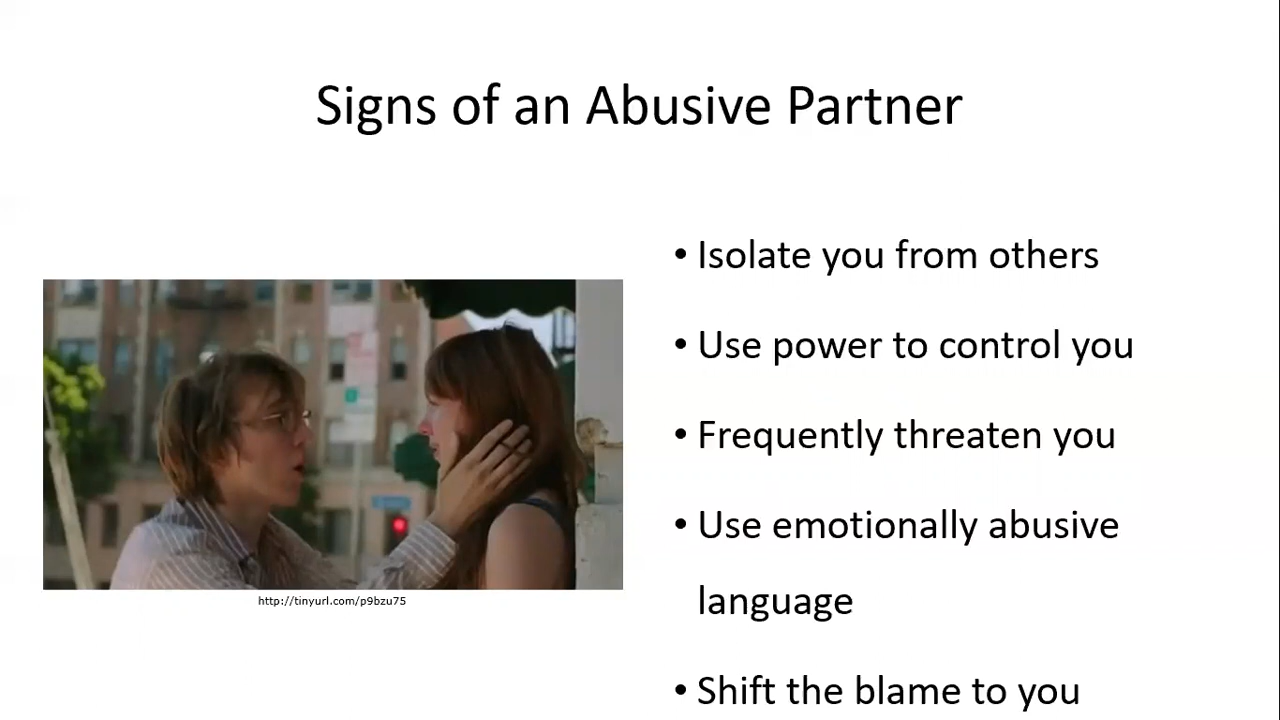 Signs of an Abusive Partner
• Isolate you from others
• Use power to control you
• Frequently threaten you
• Use emotionally abusive
language
• Shift the blame to you
http://tinyurl.com/p9bzu75